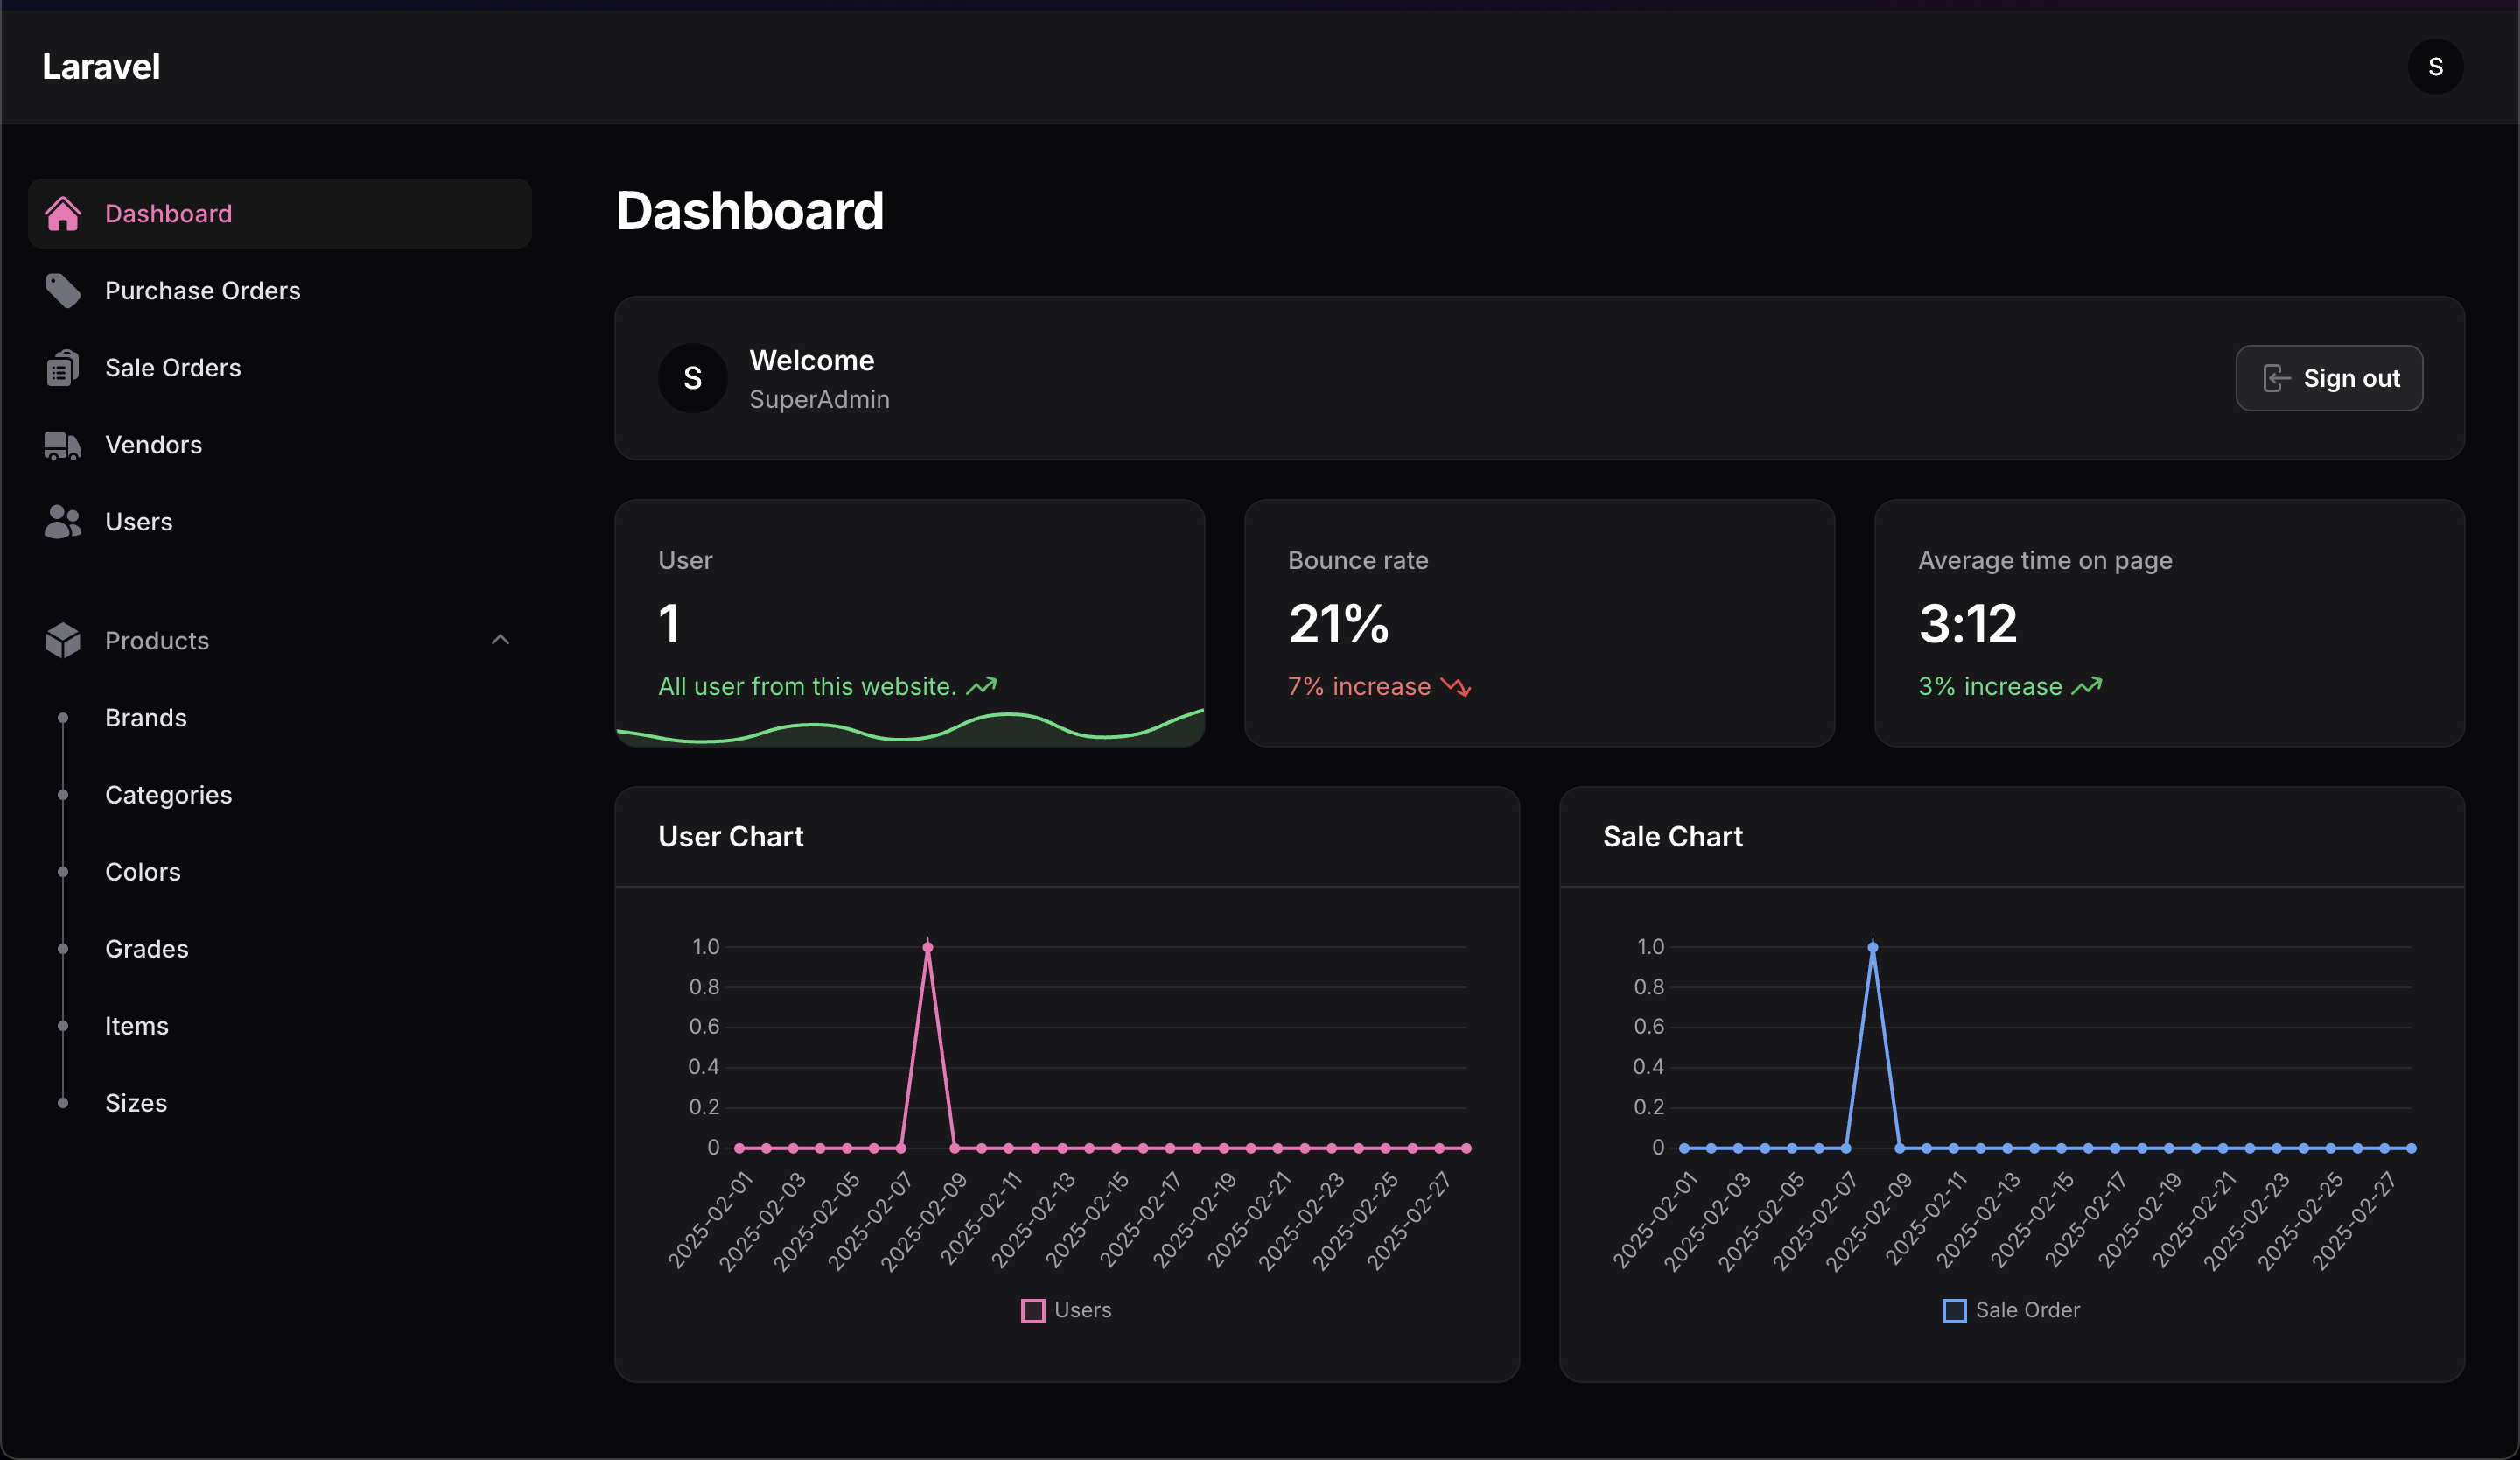 Laravel
S
Dashboard
Purchase Orders
Sale Orders
Vendors
Users
Products
Brands
Categories
Colors
Grades
Items
Sizes
Dashboard
S
Welcome
SuperAdmin
Sign out
User
1
All user from this website.
Bounce rate
21%
7% increase
Average time on page
3:12
3% increase
User Chart
1.0
0.8
0.6
0.4
0.2
0
2025-02-01
2025-02-03
2025-02-05
2025-02-07
2025-02-09
2025-02-11
2025-02-13
2025-02-15
2025-02-17
2025-02-19
2025-02-21
2025-02-23
2025-02-25
2025-02-27
Users
Sale Chart
1.0
0.8
0.6
0.4
0.2
0
2025-02-01
2025-02-03
2025-02-05
2025-02-07
2025-02-09
2025-02-11
2025-02-13
2025-02-15
2025-02-17
2025-02-19
2025-02-21
2025-02-23
2025-02-25
2025-02-27
Sale Order